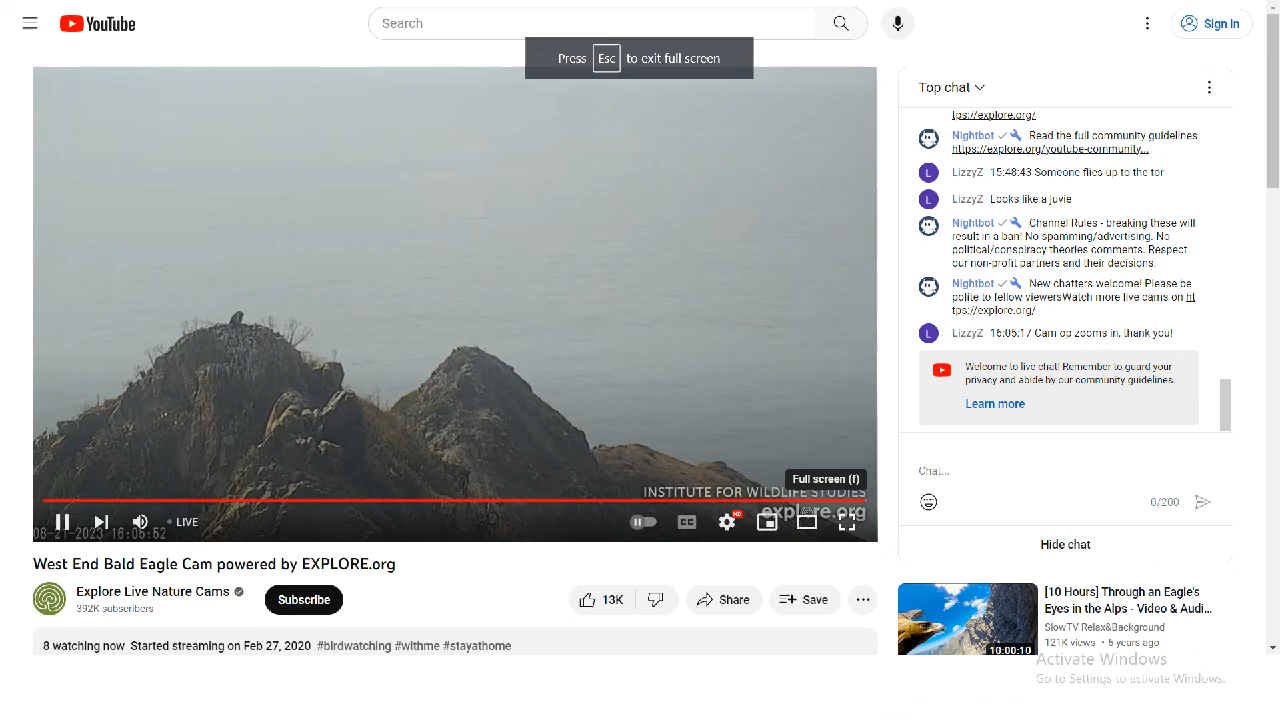 YouTube
Search
Sign in
Press Esc to exit full screen
Full screen (f)
INSTITUTE FOR WILDLIFE STUDIES
explore.org
LIVE
CC
HD
08-21-2023 16:05:52
West End Bald Eagle Cam powered by EXPLORE.org
Explore Live Nature Cams
392K subscribers
Subscribe
13K
Share
Save
8 watching now Started streaming on Feb 27, 2020 #birdwatching #withme #stayathome
Top chat
tps://explore.org/
Nightbot Read the full community guidelines
https://explore.org/youtube-community...
L
LizzyZ 15:48:43 Someone flies up to the tor
L
LizzyZ Looks like a juvie
Nightbot Channel Rules - breaking these will
result in a ban! No spamming/advertising. No
political/conspiracy theories comments. Respect
our non-profit partners and their decisions.
Nightbot New chatters welcome! Please be
polite to fellow viewersWatch more live cams on ht
tps://explore.org/
L
LizzyZ 16:05:17 Cam op zooms in, thank you!
Welcome to live chat! Remember to guard your
privacy and abide by our community guidelines.
Learn more
Chat...
0/200
Hide chat
[10 Hours] Through an Eagle's
Eyes in the Alps - Video & Audi...
SlowTV Relax&Background
121K views • 6 years ago
10:00:10
Activate Windows
Go to Settings to activate Windows.